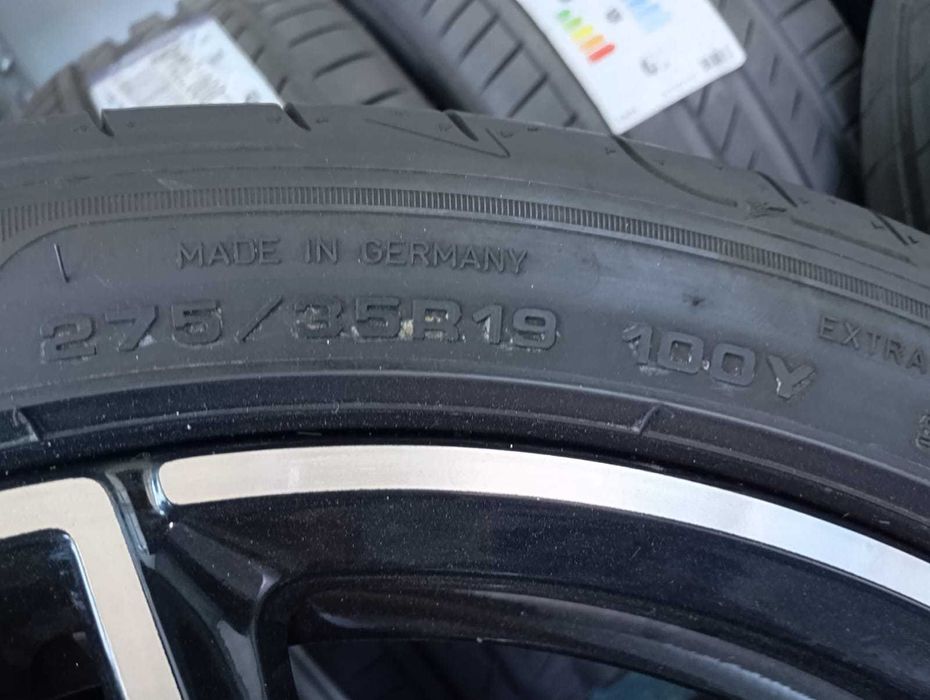 MADE IN GERMANY
275/35R19 100Y EXTRA